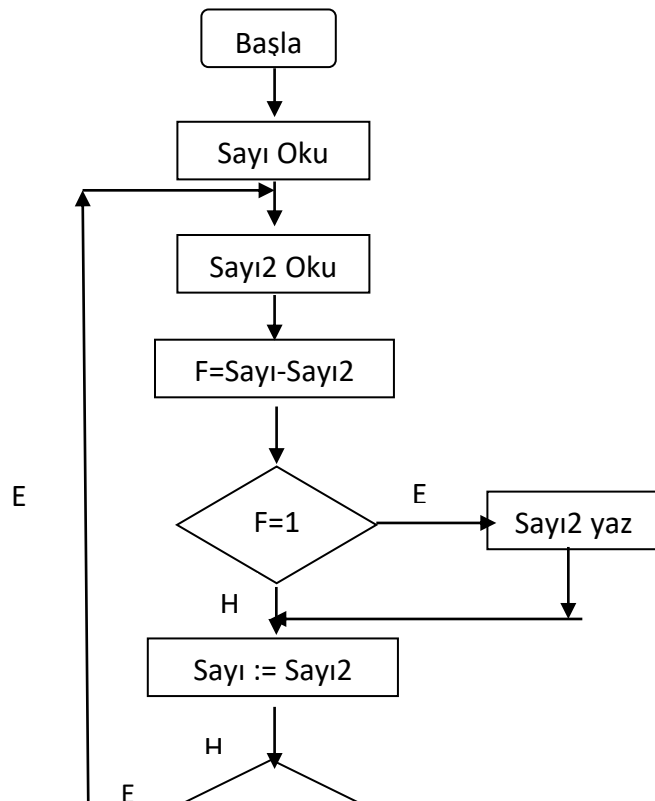 Başla
Sayı Oku
Sayı2 Oku
F=Sayı-Sayı2
E
F=1
E
Sayı2 yaz
H
Sayı := Sayı2
H
E